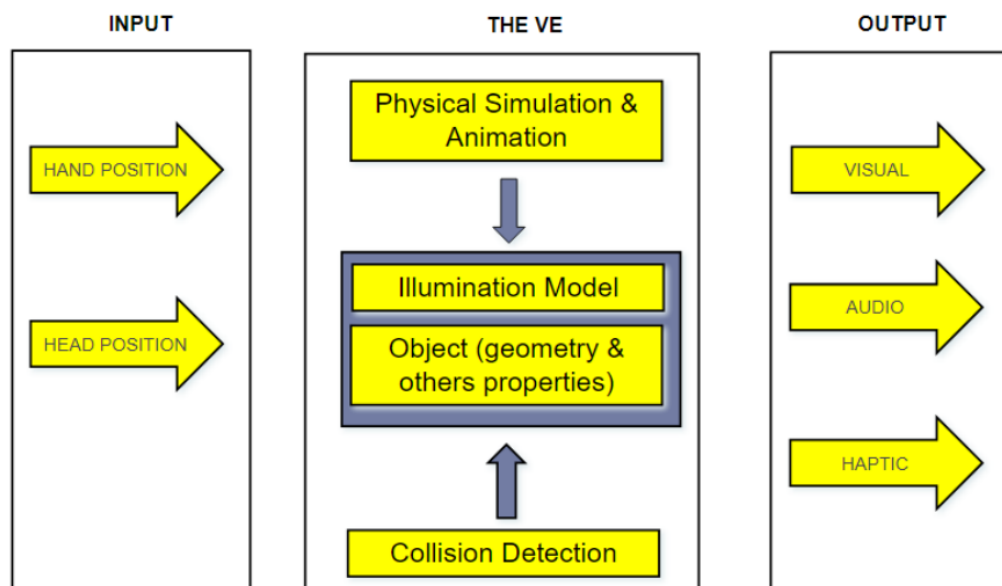 INPUT
THE VE
OUTPUT
HAND POSITION
HEAD POSITION
Physical Simulation &
Animation
Illumination Model
Object (geometry &
others properties)
Collision Detection
VISUAL
AUDIO
HAPTIC